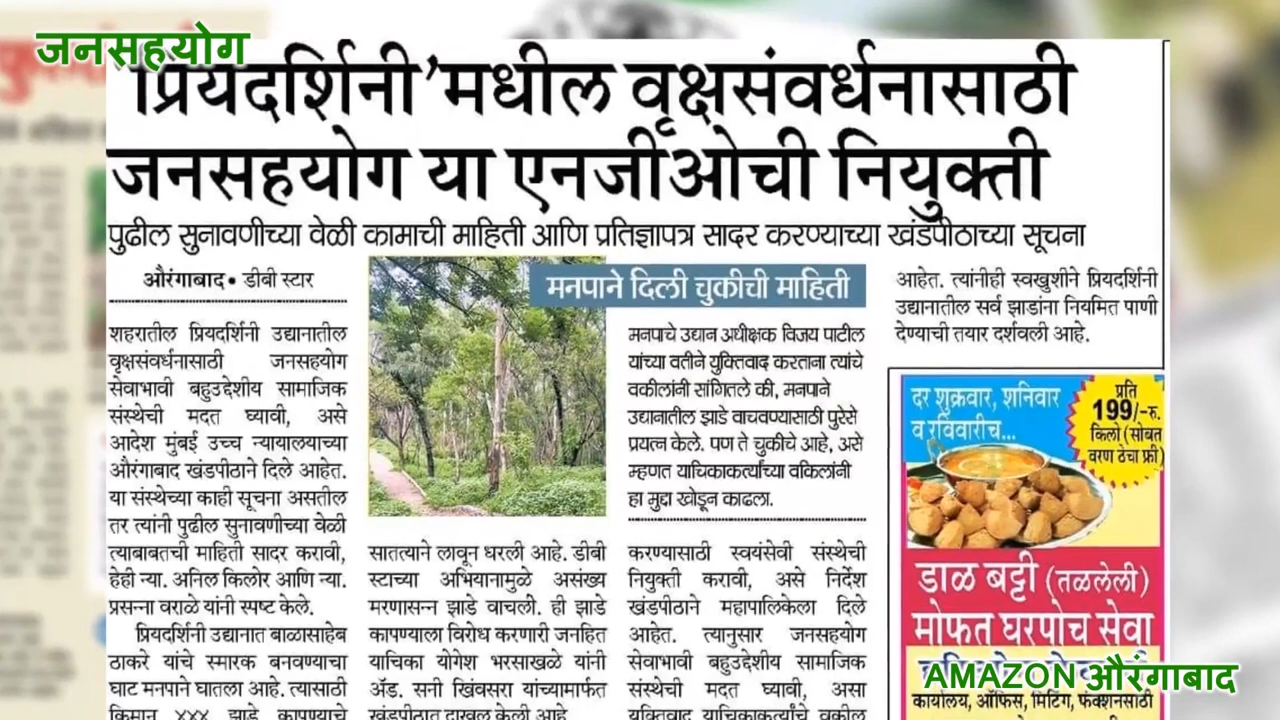 जनसहयोग
'प्रियदर्शिनी'मधील वृक्षसंवर्धनासाठी
जनसहयोग या एनजीओची नियुक्ती
पुढील सुनावणीच्या वेळी कामाची माहिती आणि प्रतिज्ञापत्र सादर करण्याच्या खंडपीठाच्या सूचना
औरंगाबाद • डीबी स्टार
शहरातील प्रियदर्शिनी उद्यानातील
वृक्षसंवर्धनासाठी जनसहयोग
सेवाभावी बहुउद्देशीय सामाजिक
संस्थेची मदत घ्यावी, असे
आदेश मुंबई उच्च न्यायालयाच्या
औरंगाबाद खंडपीठाने दिले आहेत.
या संस्थेच्या काही सूचना असतील
तर त्यांनी पुढील सुनावणीच्या वेळी
त्याबाबतची माहिती सादर करावी,
हेही न्या. अनिल किलोर आणि न्या.
प्रसन्ना वराळे यांनी स्पष्ट केले.
प्रियदर्शिनी उद्यानात बाळासाहेब
ठाकरे यांचे स्मारक बनवण्याचा
घाट मनपाने घातला आहे. त्यासाठी
किमान झाडे कापण्याचे
सातत्याने लावून धरली आहे. डीबी
स्टारच्या अभियानामुळे असंख्य
मरणासन्न झाडे वाचली. ही झाडे
कापण्याला विरोध करणारी जनहित
याचिका योगेश भरसाखळे यांनी
ॲड. सनी खिंवसरा यांच्यामार्फत
खंडपीठात दाखल केली आहे.
मनपाने दिली चुकीची माहिती
मनपाचे उद्यान अधीक्षक विजय पाटील
यांच्या वतीने युक्तिवाद करताना त्यांचे
वकीलांनी सांगितले की, मनपाने
उद्यानातील झाडे वाचवण्यासाठी पुरेसे
प्रयत्न केले. पण ते चुकीचे आहे, असे
म्हणत याचिकाकर्त्यांच्या वकिलांनी
हा मुद्दा खोडून काढला.
करण्यासाठी स्वयंसेवी संस्थेची
नियुक्ती करावी, असे निर्देश
खंडपीठाने महापालिकेला दिले
आहेत. त्यानुसार जनसहयोग
सेवाभावी बहुउद्देशीय सामाजिक
संस्थेची मदत घ्यावी, असा
युक्तिवाद याचिकाकर्त्यांचे वकील
आहेत. त्यांनीही स्वखुशीने प्रियदर्शिनी
उद्यानातील सर्व झाडांना नियमित पाणी
देण्याची तयार दर्शवली आहे.
दर शुक्रवार, शनिवार
व रविवारीच...
प्रति
199/-रु.
किलो (सोबत
वरण ठेचा फ्री)
डाळ बट्टी (तळलेली)
मोफत घरपोच सेवा
AMAZON औरंगाबाद
कार्यालय, ऑफिस, मिटिंग, फंक्शनसाठी